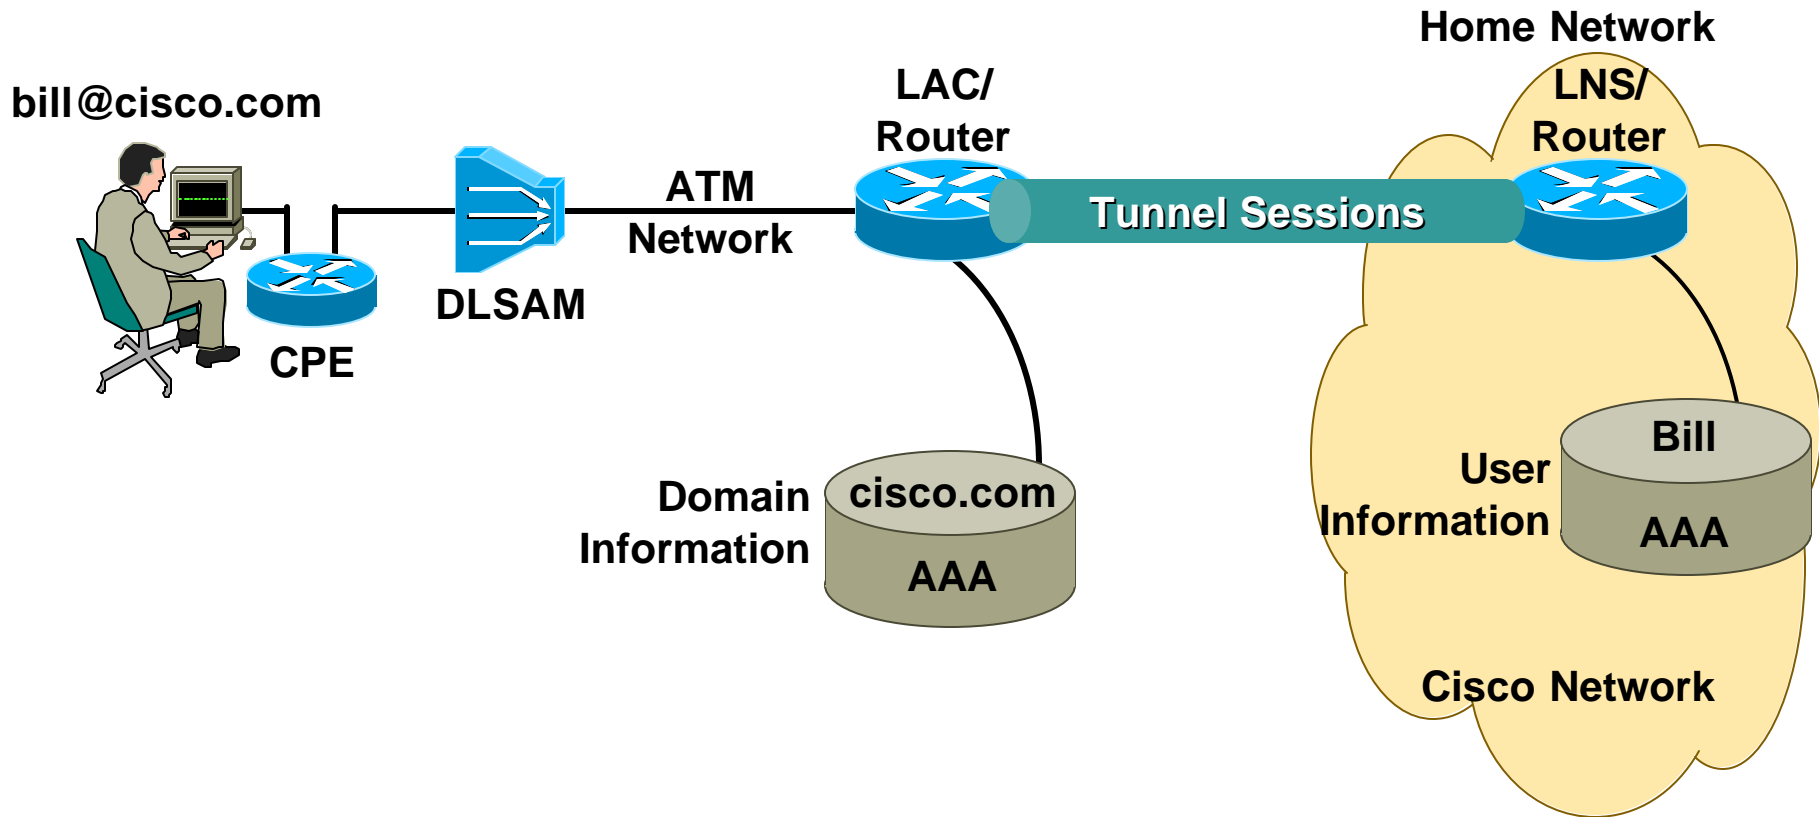 Home Network
bill@cisco.com
LAC/
Router
LNS/
Router
ATM
Network
Tunnel Sessions
DLSAM
CPE
Domain
Information
cisco.com
AAA
User
Information
Bill
AAA
Cisco Network